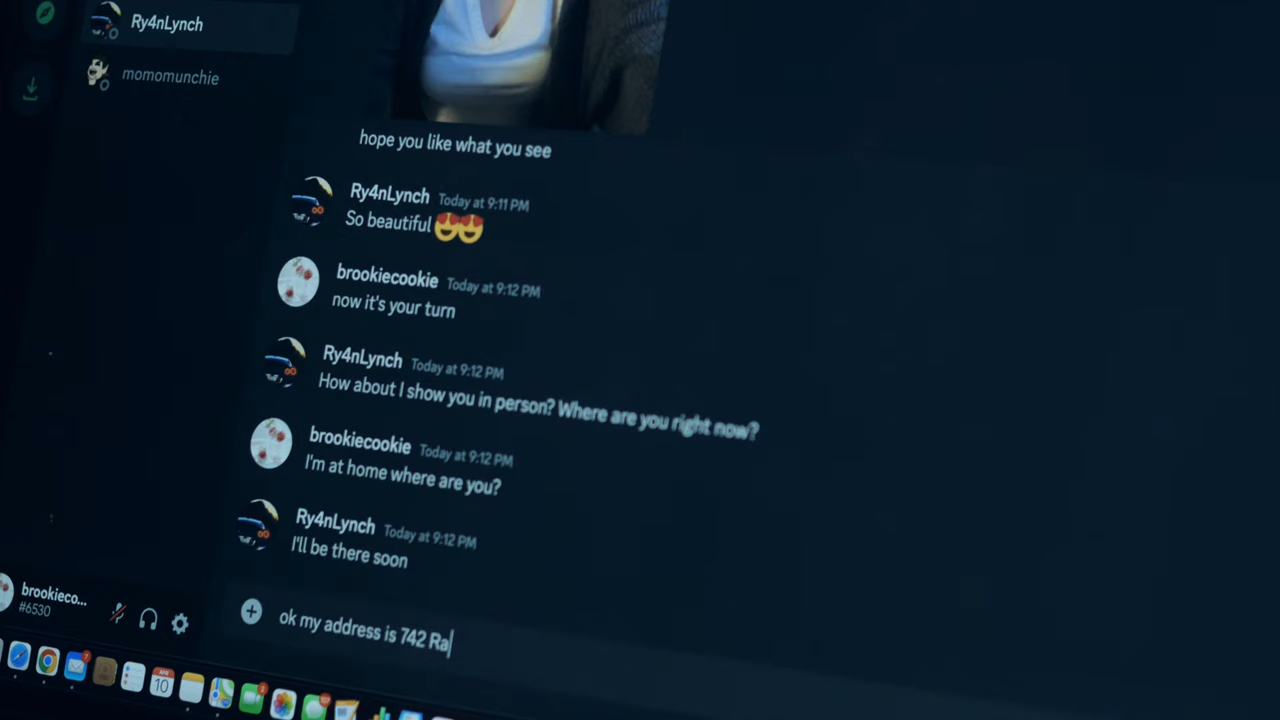 Ry4nLynch
momomunchie
hope you like what you see
Ry4nLynch Today at 9:11 PM
So beautiful 😍😍
brookiecookie Today at 9:12 PM
now it's your turn
Ry4nLynch Today at 9:12 PM
How about I show you in person? Where are you right now?
brookiecookie Today at 9:12 PM
I'm at home where are you?
Ry4nLynch Today at 9:12 PM
I'll be there soon
ok my address is 742 Ra
brookieco...
#6530
10